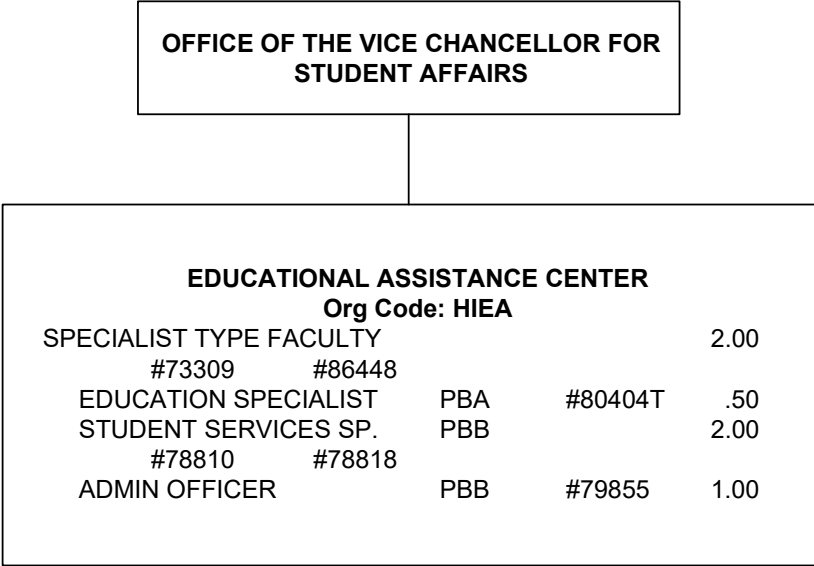 OFFICE OF THE VICE CHANCELLOR FOR
STUDENT AFFAIRS
EDUCATIONAL ASSISTANCE CENTER
Org Code: HIEA
SPECIALIST TYPE FACULTY 2.00
#73309 #86448
EDUCATION SPECIALIST PBA #80404T .50
STUDENT SERVICES SP. PBB 2.00
#78810 #78818
ADMIN OFFICER PBB #79855 1.00